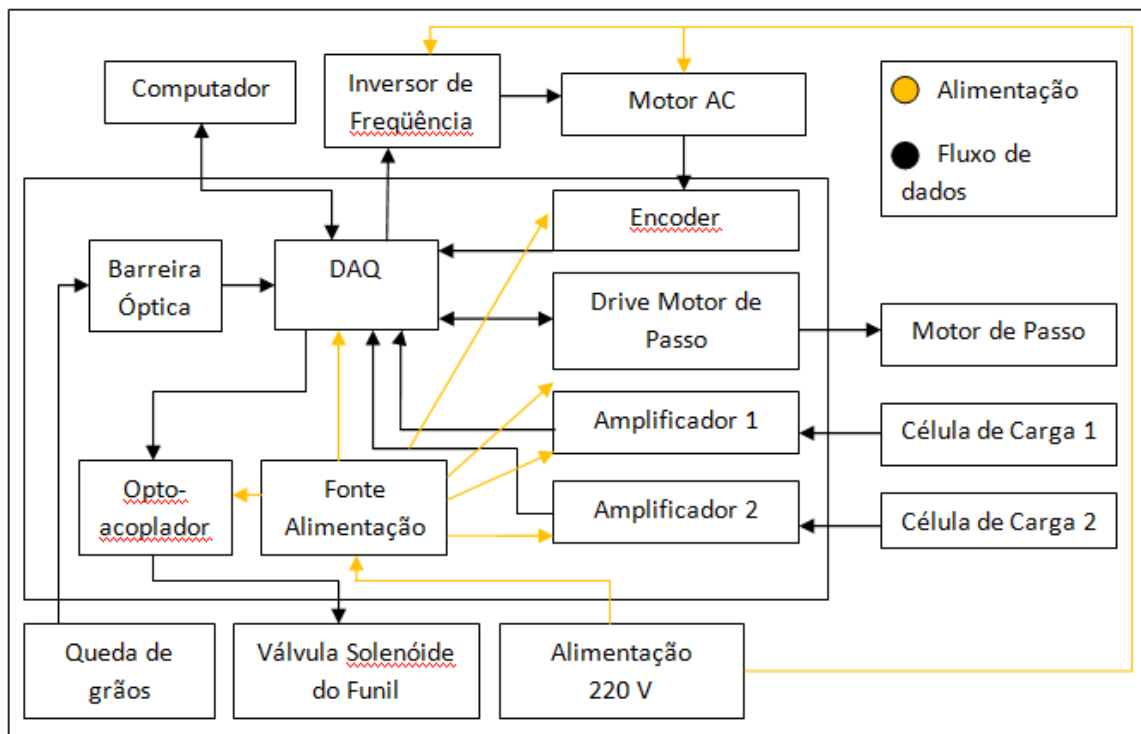 Computador
Inversor de
Freqüência
Motor AC
Alimentação
Fluxo de
dados
Encoder
Barreira
Óptica
DAQ
Drive Motor de
Passo
Motor de Passo
Amplificador 1
Célula de Carga 1
Opto-
acoplador
Fonte
Alimentação
Amplificador 2
Célula de Carga 2
Queda de
grãos
Válvula Solenóide
do Funil
Alimentação
220 V